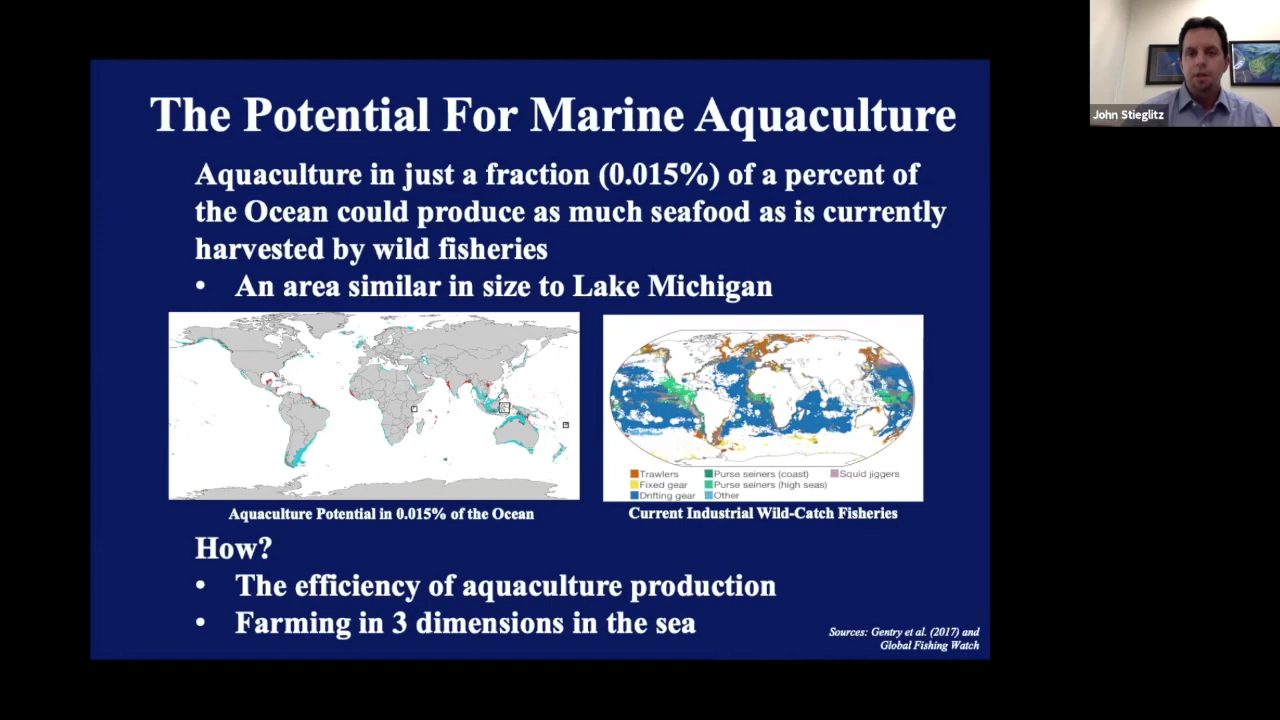 The Potential For Marine Aquaculture
Aquaculture in just a fraction (0.015%) of a percent of
the Ocean could produce as much seafood as is currently
harvested by wild fisheries
• An area similar in size to Lake Michigan
Trawlers
Fixed gear
Drifting gear
Purse seiners (coast)
Purse seiners (high seas)
Other
Squid jiggers
Aquaculture Potential in 0.015% of the Ocean
Current Industrial Wild-Catch Fisheries
How?
• The efficiency of aquaculture production
• Farming in 3 dimensions in the sea
Sources: Gentry et al. (2017) and
Global Fishing Watch
John Stieglitz